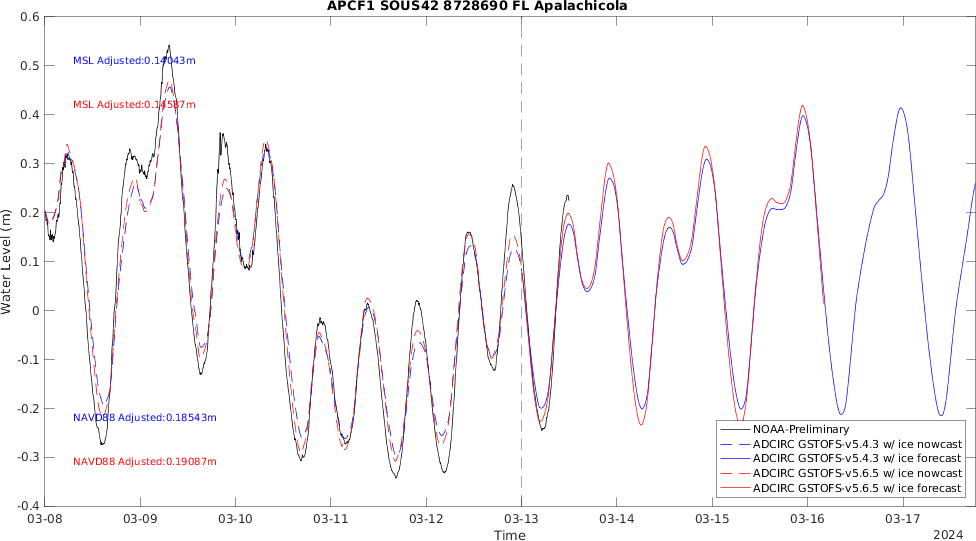 APCF1 SOUS42 8728690 FL Apalachicola
0.6
0.5
0.4
0.3
0.2
0.1
0
-0.1
-0.2
-0.3
-0.4
Water Level (m)
MSL Adjusted:0.14043m
MSL Adjusted:0.14587m
NAVD88 Adjusted:0.18543m
NAVD88 Adjusted:0.19087m
NOAA-Preliminary
ADCIRC GSTOFS-v5.4.3 w/ ice nowcast
ADCIRC GSTOFS-v5.4.3 w/ ice forecast
ADCIRC GSTOFS-v5.6.5 w/ ice nowcast
ADCIRC GSTOFS-v5.6.5 w/ ice forecast
03-08 03-09 03-10 03-11 03-12 03-13 03-14 03-15 03-16 03-17
Time
2024